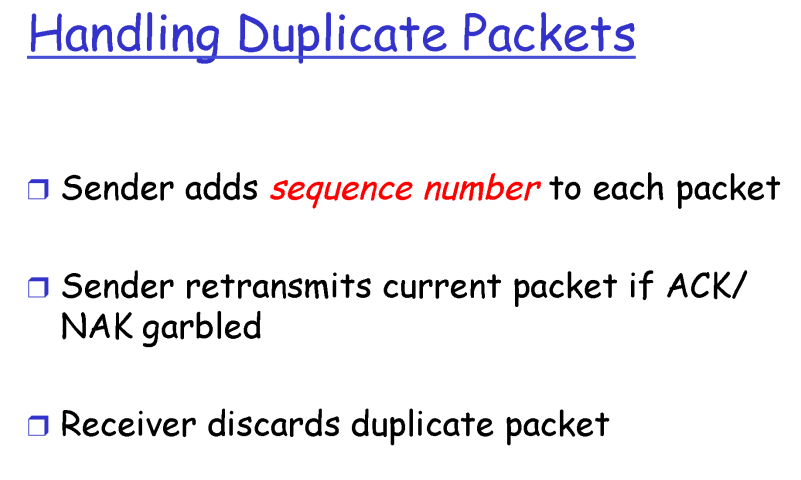 Handling Duplicate Packets
Sender adds sequence number to each packet
Sender retransmits current packet if ACK/
NAK garbled
Receiver discards duplicate packet